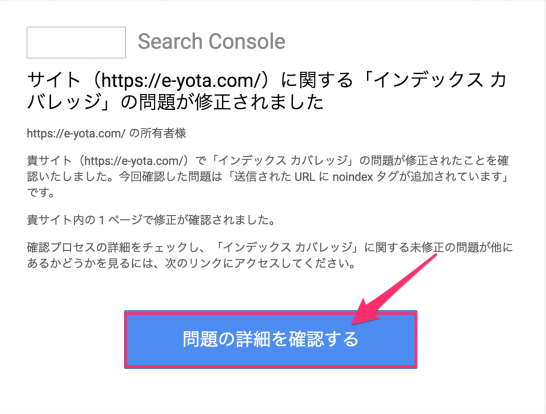 Search Console
サイト（https://e-yota.com/）に関する「インデックス カ
バレッジ」の問題が修正されました
https://e-yota.com/ の所有者様
貴サイト（https://e-yota.com/）で「インデックス カバレッジ」の問題が修正されたことを確
認いたしました。今回確認した問題は「送信された URL に noindex タグが追加されています」
です。
貴サイト内の 1 ページで修正が確認されました。
確認プロセスの詳細をチェックし、「インデックス カバレッジ」に関する未修正の問題が他に
あるかどうかを見るには、次のリンクにアクセスしてください。
問題の詳細を確認する